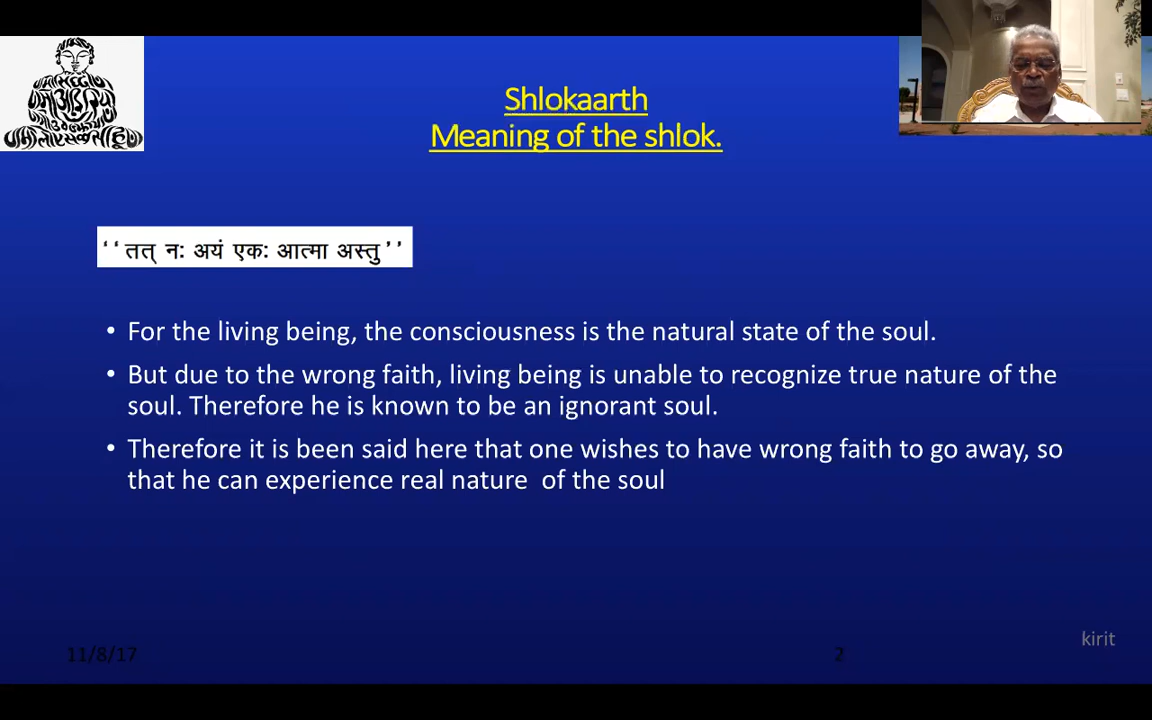 Shlokaarth
Meaning of the shlok.
‘‘तत् नः अयं एकः आत्मा अस्तु’’
• For the living being, the consciousness is the natural state of the soul.
• But due to the wrong faith, living being is unable to recognize true nature of the
soul. Therefore he is known to be an ignorant soul.
• Therefore it is been said here that one wishes to have wrong faith to go away, so
that he can experience real nature of the soul
kirit
11/8/17
2